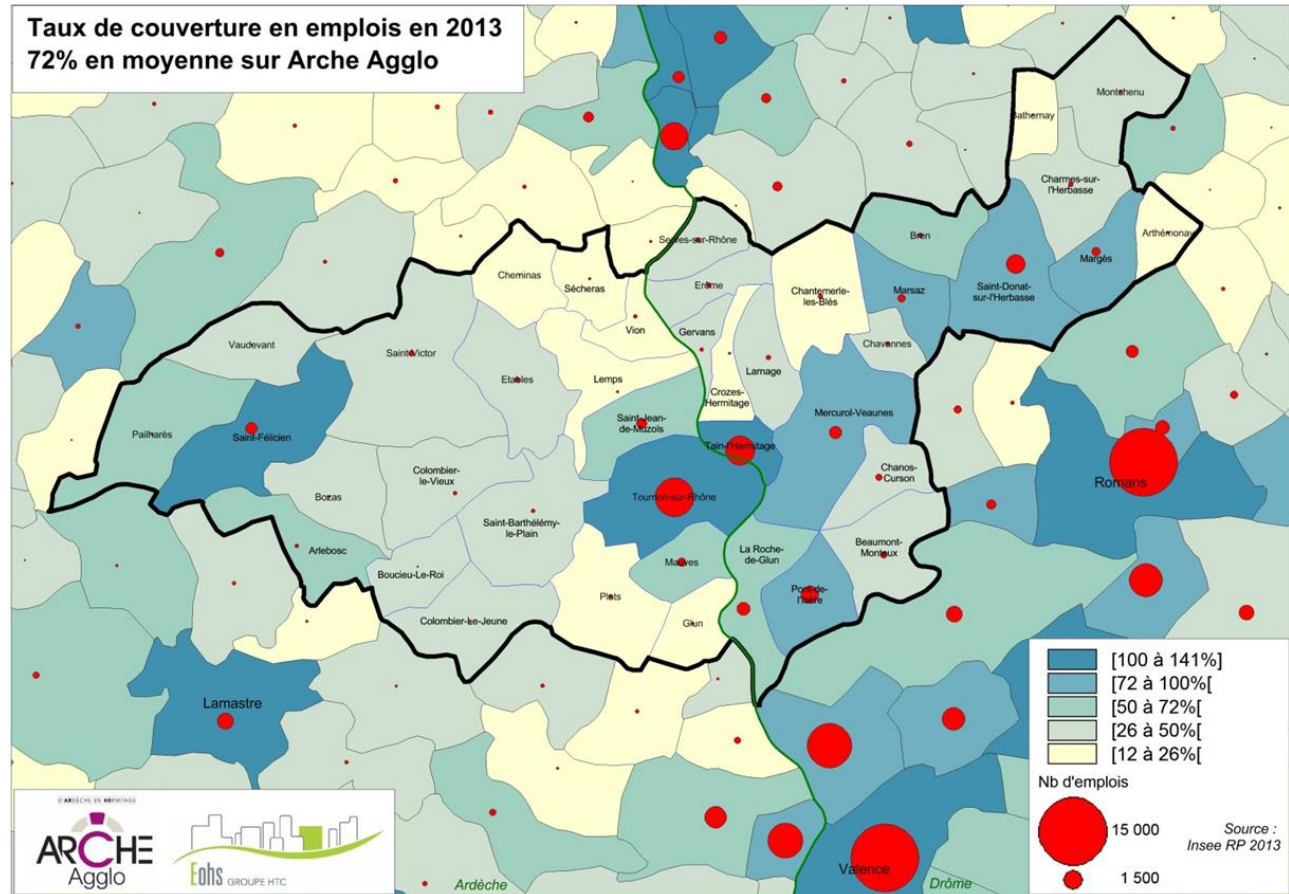 Taux de couverture en emplois en 2013
72% en moyenne sur Arche Agglo
Montchenu
Bathernay
Charmes-sur-
l'Herbasse
Arthémonay
Bren
Margès
Saint-Donat-
sur-l'Herbasse
Marsaz
Serves-sur-Rhône
Erôme
Chantemerle-
les-Blés
Cheminas
Sécheras
Vion
Gervans
Chavannes
Vaudevant
Saint-Victor
Etables
Lemps
Larnage
Crozes-
Hermitage
Mercurol-Veaunes
Saint-Jean-
de-Muzols
Pailharès
Saint-Félicien
Tain-l'Hermitage
Colombier-
le-Vieux
Chanos-
Curson
Bozas
Tournon-sur-Rhône
Romans
Saint-Barthélémy-
le-Plain
Arlebosc
La Roche-
de-Glun
Beaumont-
Monteux
Mauves
Boucieu-Le-Roi
Plats
Pont-de-
l'Isère
Colombier-Le-Jeune
Glun
Lamastre
Valence
Ardèche
Drôme
[100 à 141%]
[72 à 100%[
[50 à 72%[
[26 à 50%[
[12 à 26%[
Nb d'emplois
15 000
1 500
Source :
Insee RP 2013
D'ARDÈCHE EN HERMITAGE
ARCHE
Agglo
Eohs GROUPE HTC